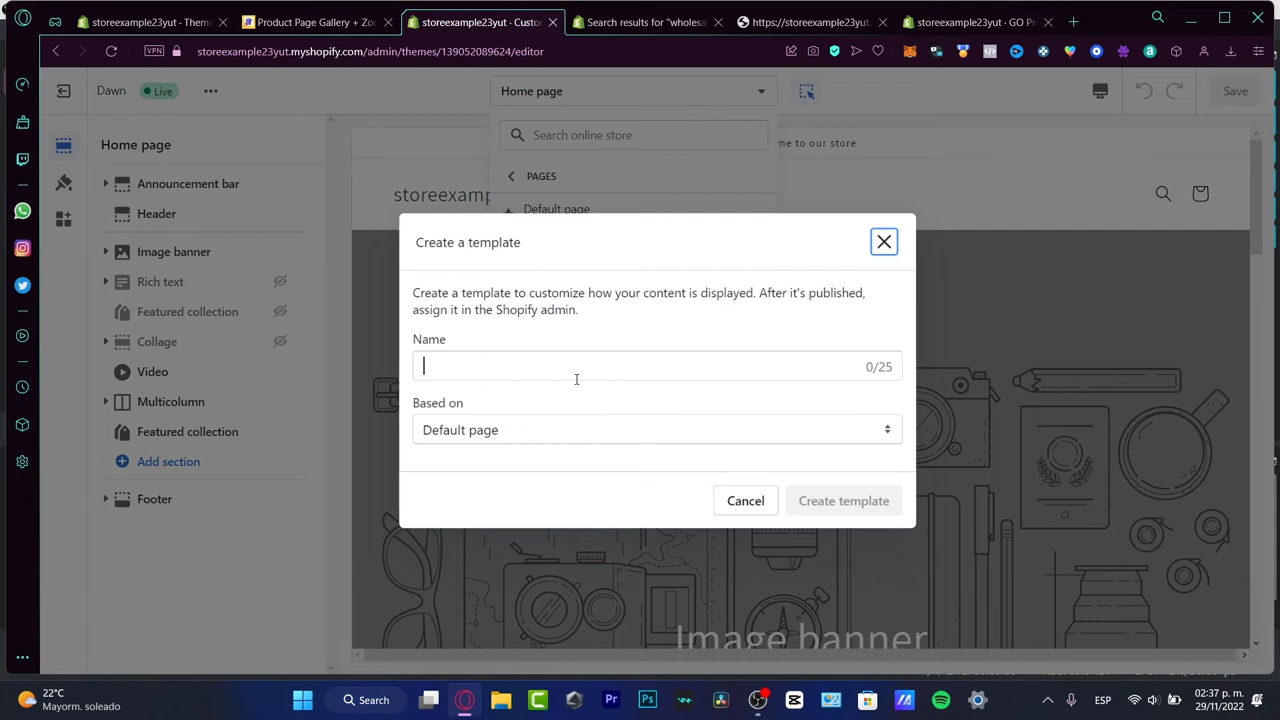 storeexample23yut · Them
Product Page Gallery + Zo
storeexample23yut · Custo
Search results for "wholesa
https://storeexample23yut.
storeexample23yut · GO Pr
VPN
storeexample23yut.myshopify.com/admin/themes/139052089624/editor
Dawn
Live
Home page
Save
Home page
Search online store
me to our store
PAGES
Announcement bar
storeexamp
Default page
Header
Create a template
Image banner
Rich text
Create a template to customize how your content is displayed. After it's published,
assign it in the Shopify admin.
Featured collection
Name
Collage
0/25
Video
Based on
Multicolumn
Default page
Featured collection
Add section
Cancel
Create template
Footer
Image banner
22°C
Mayorm. soleado
Search
Pr
Ps
ESP
02:37 p. m.
29/11/2022